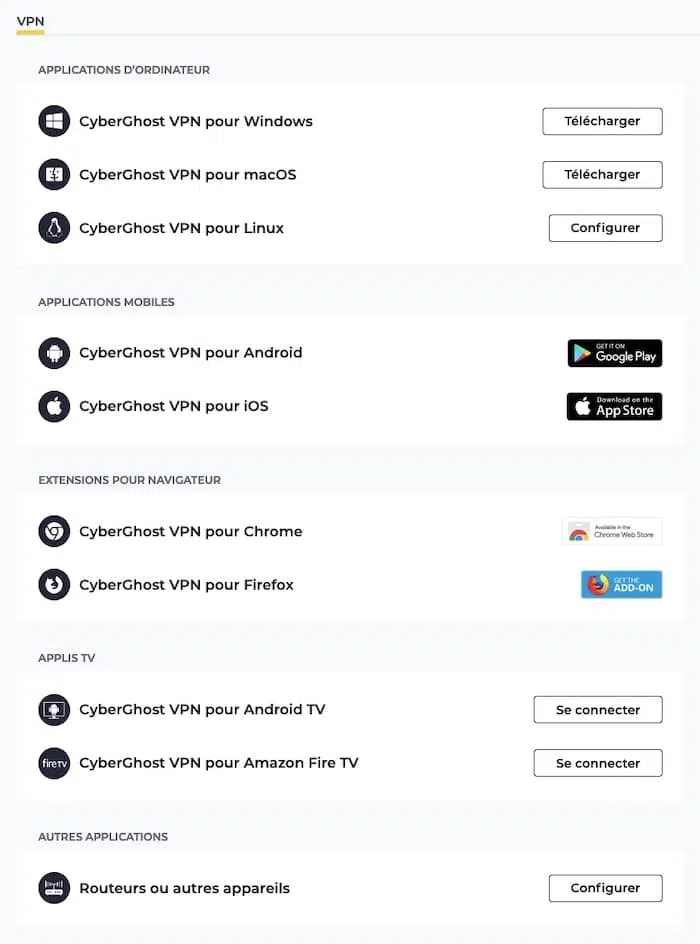 VPN
APPLICATIONS D'ORDINATEUR
CyberGhost VPN pour Windows
Télécharger
CyberGhost VPN pour macOS
Télécharger
CyberGhost VPN pour Linux
Configurer
APPLICATIONS MOBILES
CyberGhost VPN pour Android
GET IT ON
Google Play
CyberGhost VPN pour iOS
Download on the
App Store
EXTENSIONS POUR NAVIGATEUR
CyberGhost VPN pour Chrome
Available in the
Chrome Web Store
CyberGhost VPN pour Firefox
GET THE
ADD-ON
APPLIS TV
CyberGhost VPN pour Android TV
Se connecter
fireTV
CyberGhost VPN pour Amazon Fire TV
Se connecter
AUTRES APPLICATIONS
Routeurs ou autres appareils
Configurer